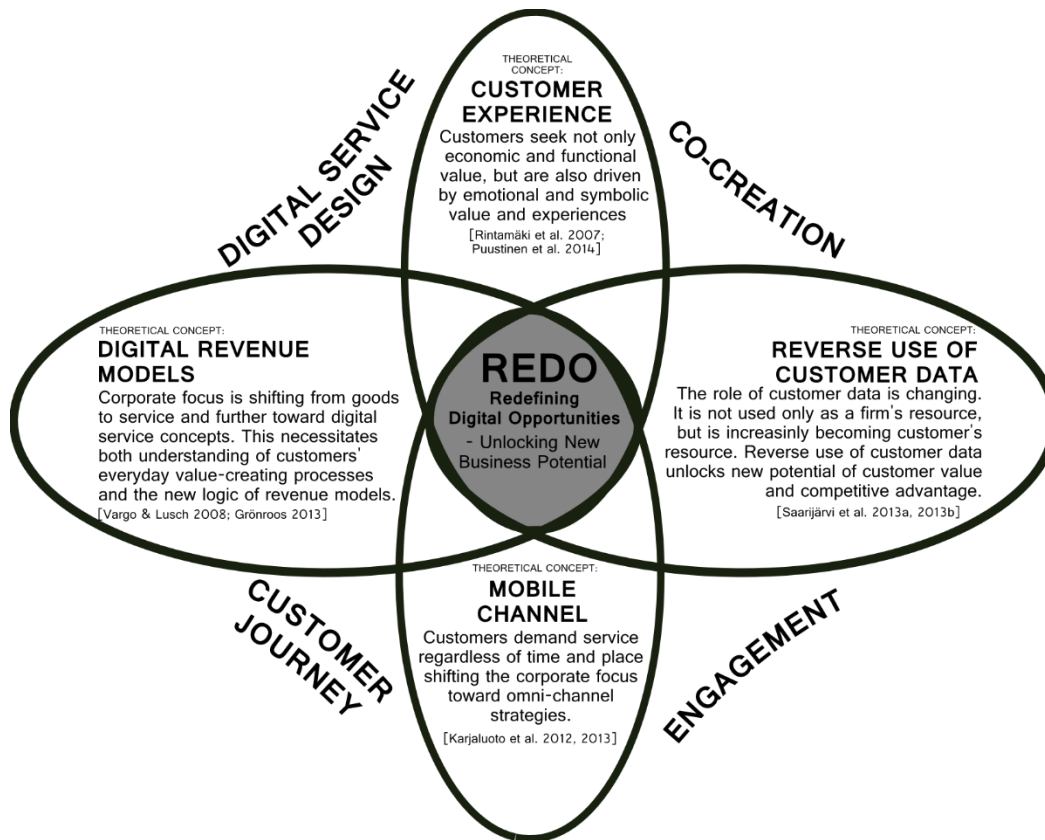 THEORETICAL
CONCEPT:
CUSTOMER
EXPERIENCE
Customers seek not only
economic and functional
value, but are also driven
by emotional and symbolic
value and experiences
[Rintamäki et al. 2007;
Puustinen et al. 2014]
DIGITAL SERVICE
DESIGN
CO-CREATION
THEORETICAL CONCEPT:
DIGITAL REVENUE
MODELS
Corporate focus is shifting from goods
to service and further toward digital
service concepts. This necessitates
both understanding of customers'
everyday value-creating processes
and the new logic of revenue models.
[Vargo & Lusch 2008; Grönroos 2013]
REDO
Redefining
Digital Opportunities
- Unlocking New
Business Potential
THEORETICAL CONCEPT:
REVERSE USE OF
CUSTOMER DATA
The role of customer data is changing.
It is not used only as a firm's resource,
but is increasinly becoming customer's
resource. Reverse use of customer data
unlocks new potential of customer value
and competitive advantage.
[Saarijärvi et al. 2013a, 2013b]
CUSTOMER
JOURNEY
THEORETICAL CONCEPT:
MOBILE
CHANNEL
Customers demand service
regardless of time and place
shifting the corporate focus
toward omni-channel
strategies.
[Karjaluoto et al. 2012, 2013]
ENGAGEMENT